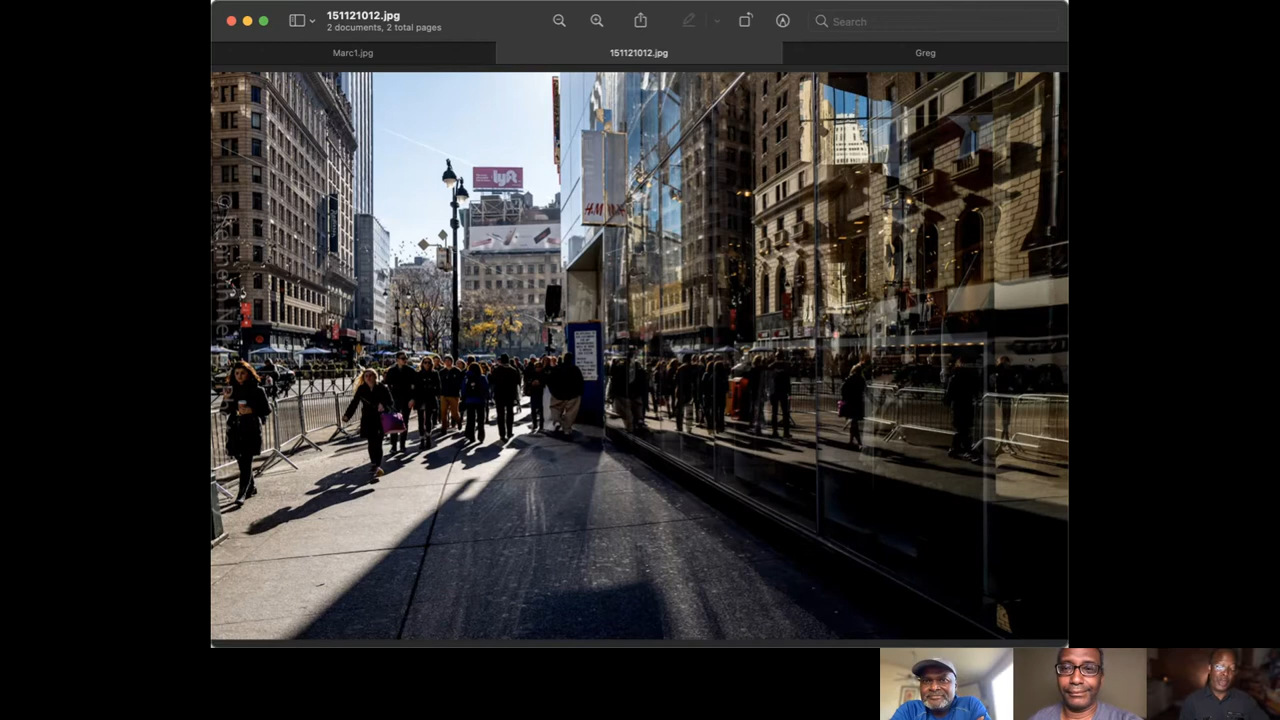 151121012.jpg
2 documents, 2 total pages
Search
Marc1.jpg
151121012.jpg
Greg
lyft
H&M